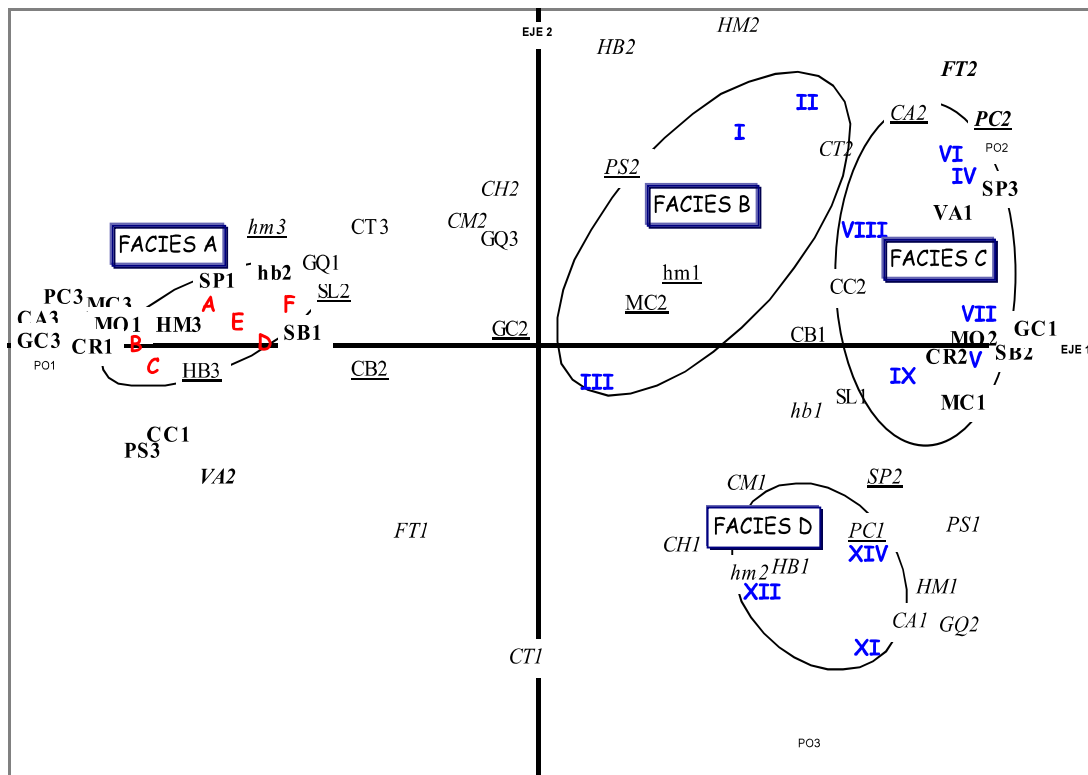 HM2
EJE 2
HB2
FT2
CA2
PC2
II
I
CT2
PO2
VI
PS2
IV
SP3
CH2
FACIES B
VA1
CM2
hm3
CT3
VIII
GQ3
FACIES A
FACIES C
GQ1
hb2
hm1
SP1
CC2
SL2
PC3
MC3
A
F
MC2
VII
CA3
MO1
HM3
E
GC2
SB1
CB1
GC1
MO2
GC3
CR1
B
D
EJE 1
SB2
CR2
V
PO1
C
HB3
CB2
IX
III
SL1
MC1
hb1
CC1
PS3
VA2
SP2
CM1
FT1
FACIES D
PS1
PC1
CH1
XIV
HB1
hm2
HM1
XII
CA1
GQ2
XI
CT1
PO3